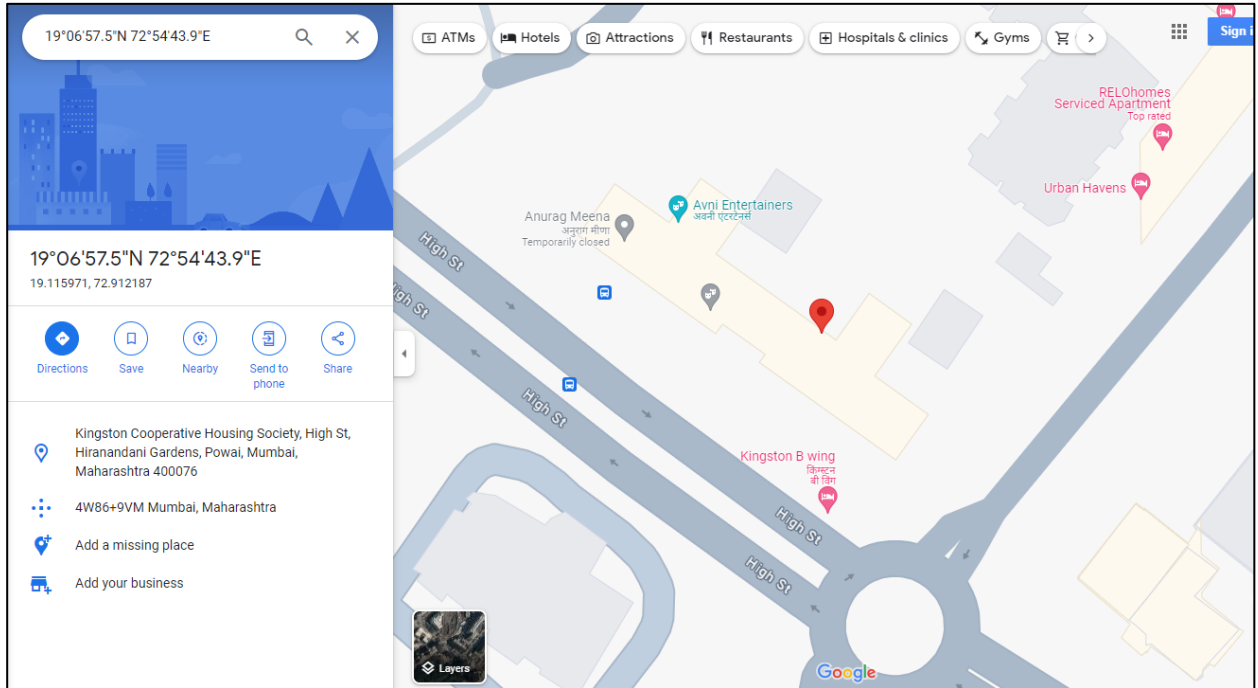 19°06'57.5"N 72°54'43.9"E
ATMs
Hotels
Attractions
Restaurants
Hospitals & clinics
Gyms
Sign i
19°06'57.5"N 72°54'43.9"E
19.115971, 72.912187
Directions
Save
Nearby
Send to
phone
Share
Kingston Cooperative Housing Society, High St,
Hiranandani Gardens, Powai, Mumbai,
Maharashtra 400076
4W86+9VM Mumbai, Maharashtra
Add a missing place
Add your business
RELOhomes
Serviced Apartment
Top rated
Urban Havens
Avni Entertainers
अवनी एंटरटेनर्स
Anurag Meena
अनुराग मीणा
Temporarily closed
High St
High St
High St
Kingston B wing
किंग्स्टन
बी विंग
High St
High St
Layers
Google